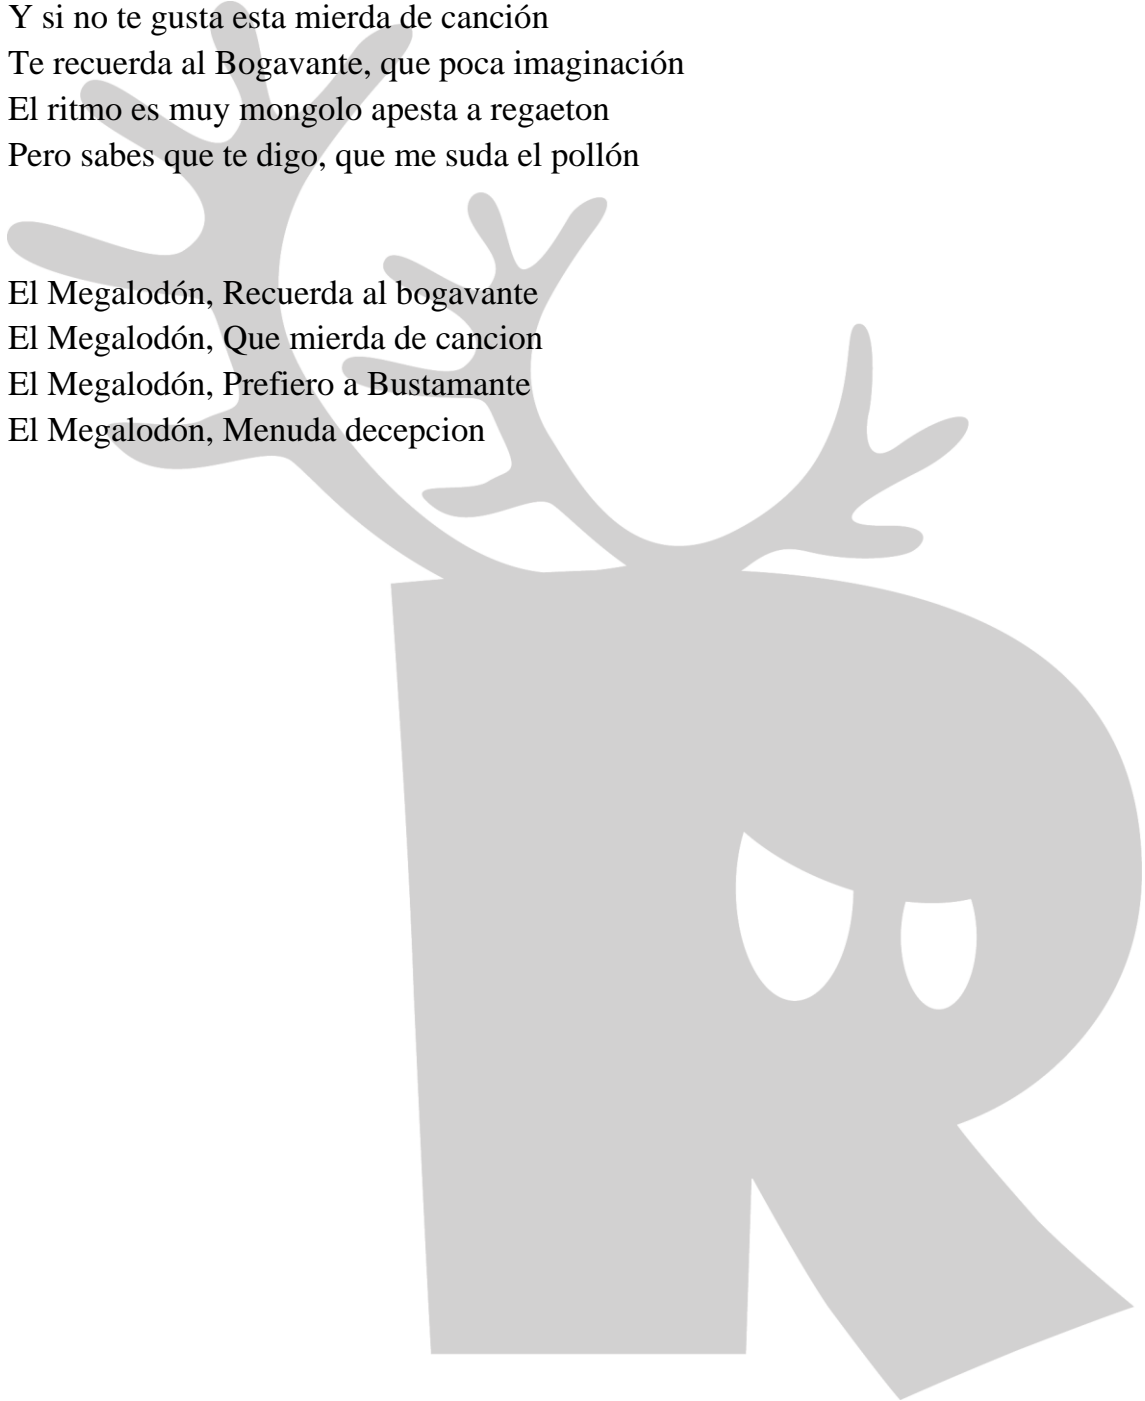 Y si no te gusta esta mierda de canción
Te recuerda al Bogavante, que poca imaginación
El ritmo es muy mongolo apesta a regaeton
Pero sabes que te digo, que me suda el pollón
El Megalodón, Recuerda al bogavante
El Megalodón, Que mierda de cancion
El Megalodón, Prefiero a Bustamante
El Megalodón, Menuda decepcion
R